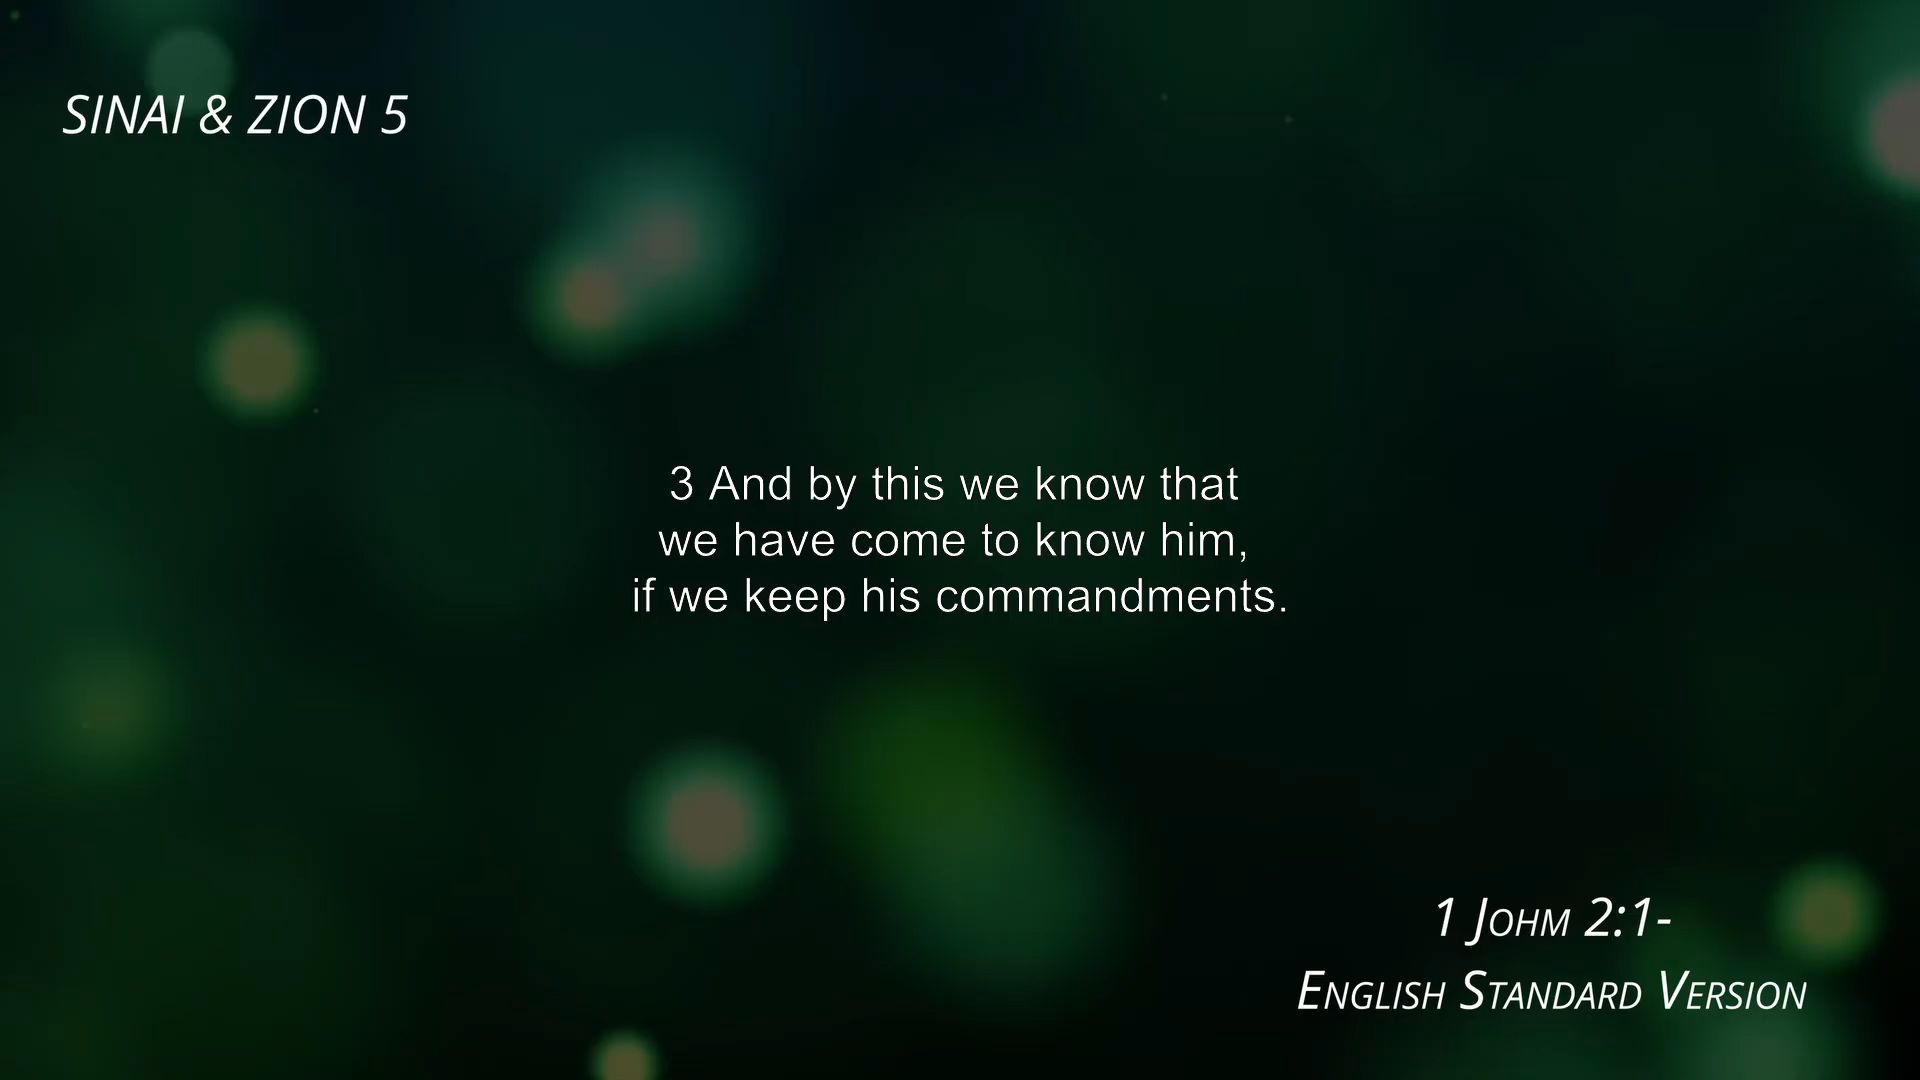 SINAI & ZION 5
3 And by this we know that
we have come to know him,
if we keep his commandments.
1 Johm 2:1-
English Standard Version